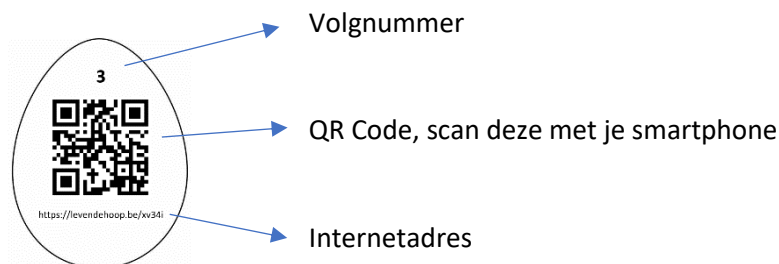 Volgnummer
3
QR Code, scan deze met je smartphone
https://levendehoop.be/xv34i
Internetadres